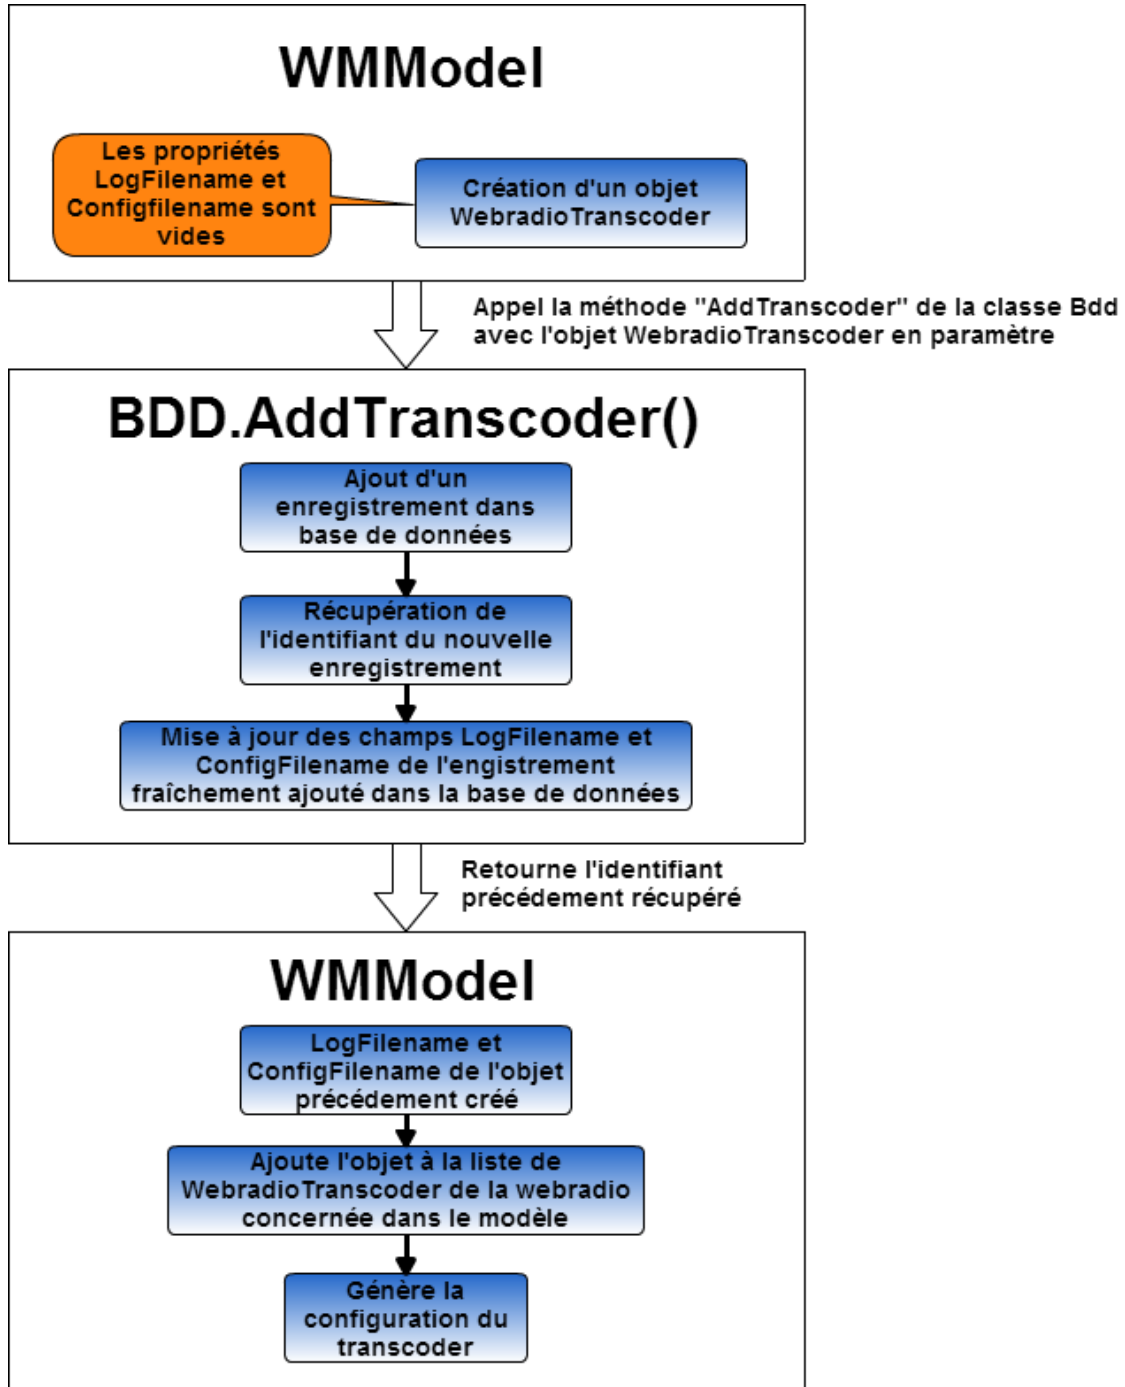 WMModel
Les propriétés
LogFilename et
Configfilename sont
vides
Création d'un objet
WebradioTranscoder
Appel la méthode "AddTranscoder" de la classe Bdd
avec l'objet WebradioTranscoder en paramètre
BDD.AddTranscoder()
Ajout d'un
enregistrement dans
base de données
Récupération de
l'identifiant du nouvelle
enregistrement
Mise à jour des champs LogFilename et
ConfigFilename de l'engistrement
fraîchement ajouté dans la base de données
Retourne l'identifiant
précédement récupéré
WMModel
LogFilename et
ConfigFilename de l'objet
précédement créé
Ajoute l'objet à la liste de
WebradioTranscoder de la webradio
concernée dans le modèle
Génère la
configuration du
transcoder